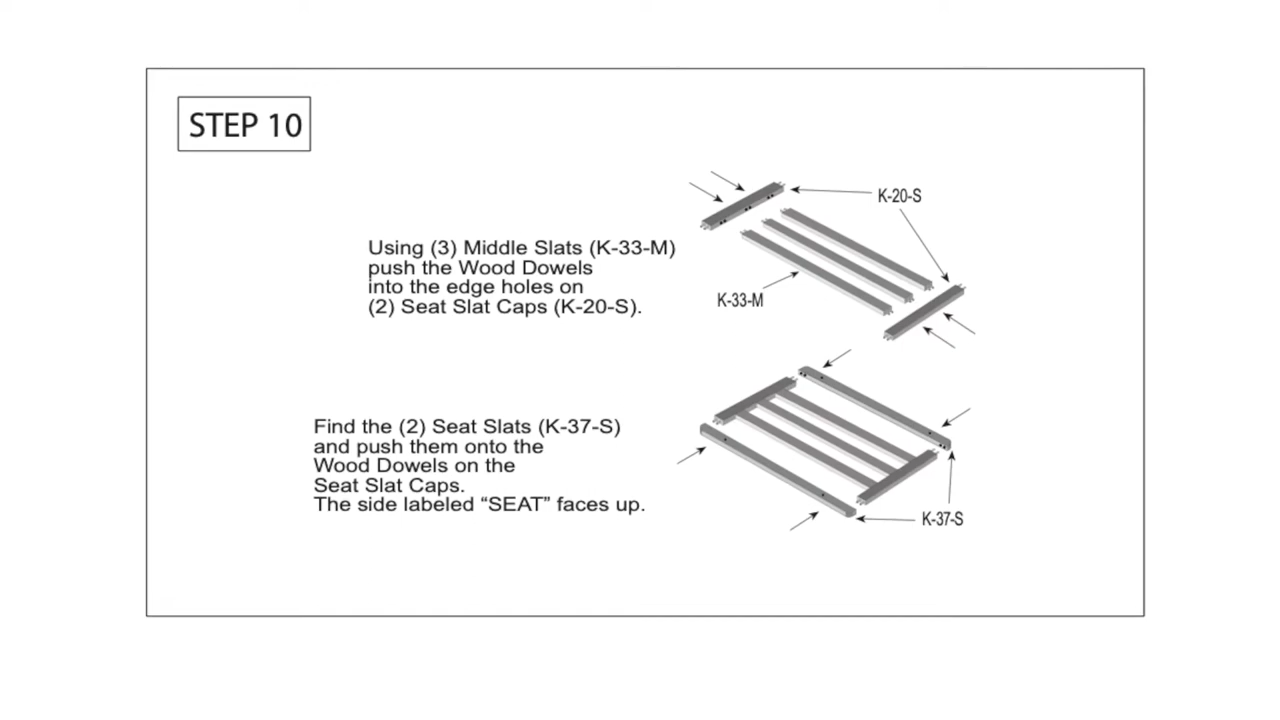 STEP 10
K-20-S
Using (3) Middle Slats (K-33-M)
push the Wood Dowels
into the edge holes on
(2) Seat Slat Caps (K-20-S).
K-33-M
Find the (2) Seat Slats (K-37-S)
and push them onto the
Wood Dowels on the
Seat Slat Caps.
The side labeled “SEAT” faces up.
K-37-S